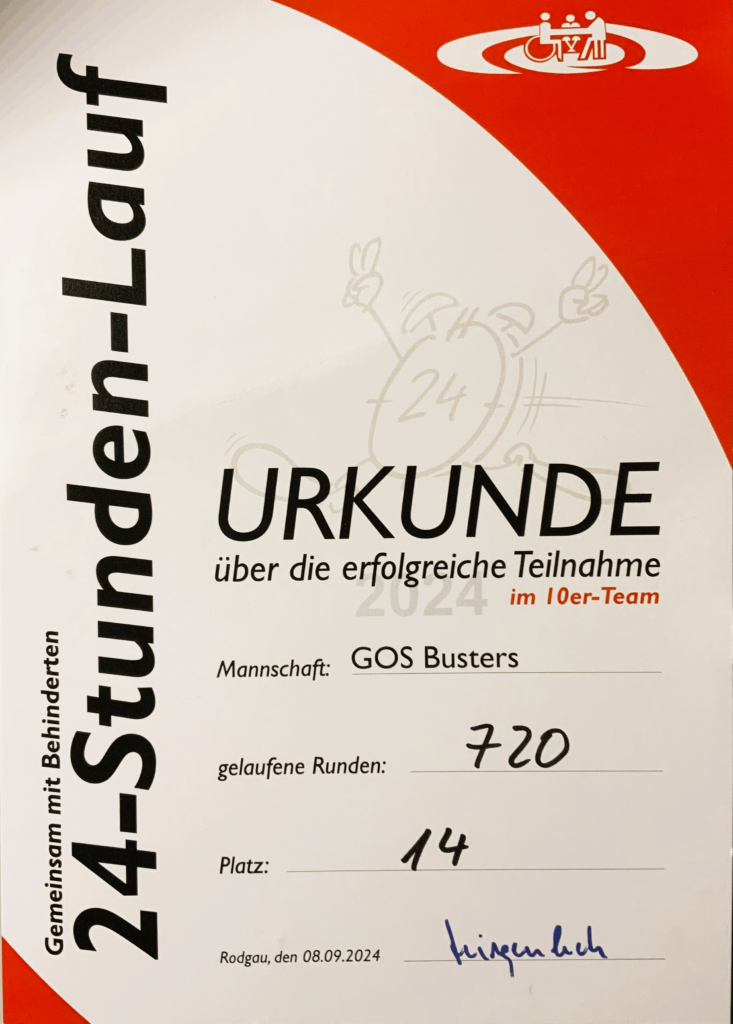 Gemeinsam mit Behinderten
24-Stunden-Lauf
24
URKUNDE
über die erfolgreiche Teilnahme
2024
im 10er-Team
Mannschaft: GOS Busters
gelaufene Runden: 720
Platz: 14
Rodgau, den 08.09.2024